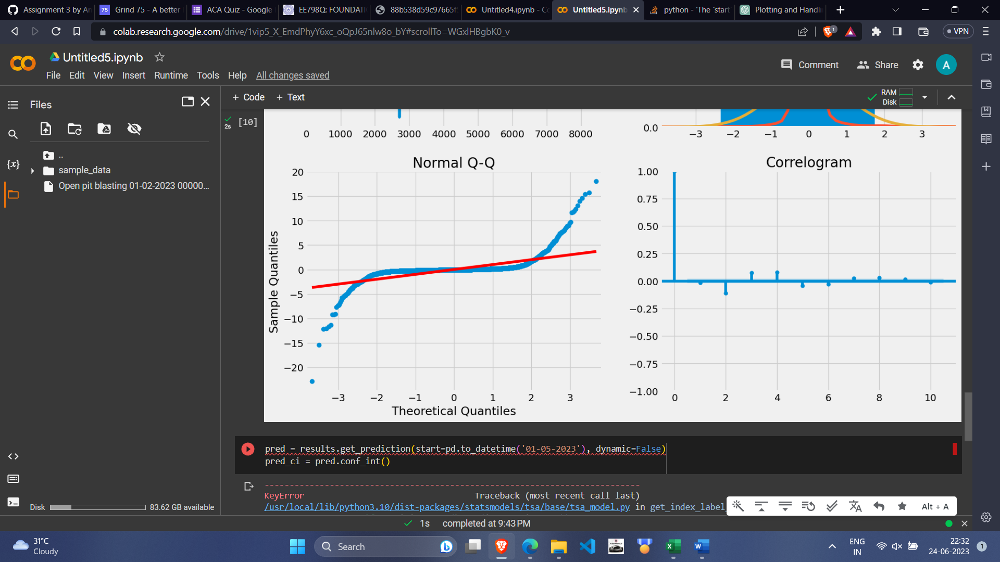 Assignment 3 by An
75 Grind 75 - A better
ACA Quiz - Google
EE798Q: FOUNDATI
88b538d59c97665f
Untitled4.ipynb - Co
Untitled5.ipynb
python - 'The `start`
Plotting and Handli
colab.research.google.com/drive/1vip5_X_EmdPhyY6xc_oQpJ65nlw8o_bY#scrollTo=WGxlHBgbK0_v
1
VPN
Untitled5.ipynb
File Edit View Insert Runtime Tools Help All changes saved
Comment
Share
A
Files
+ Code + Text
RAM
Disk
..
sample_data
Open pit blasting 01-02-2023 00000...
{x}
2s
[10]
0 1000 2000 3000 4000 5000 6000 7000 8000
0.0
−3 −2 −1 0 1 2 3
Normal Q-Q
20
15
10
5
0
−5
−10
−15
−20
Sample Quantiles
−3 −2 −1 0 1 2 3
Theoretical Quantiles
Correlogram
1.00
0.75
0.50
0.25
0.00
−0.25
−0.50
−0.75
−1.00
0 2 4 6 8 10
pred = results.get_prediction(start=pd.to_datetime('01-05-2023'), dynamic=False)
pred_ci = pred.conf_int()
---------------------------------------------------------------------------
KeyError Traceback (most recent call last)
/usr/local/lib/python3.10/dist-packages/statsmodels/tsa/base/tsa_model.py in get_index_label_
Alt + A
Disk 83.62 GB available
1s completed at 9:43 PM
31°C
Cloudy
Search
ENG
IN
22:32
24-06-2023
1